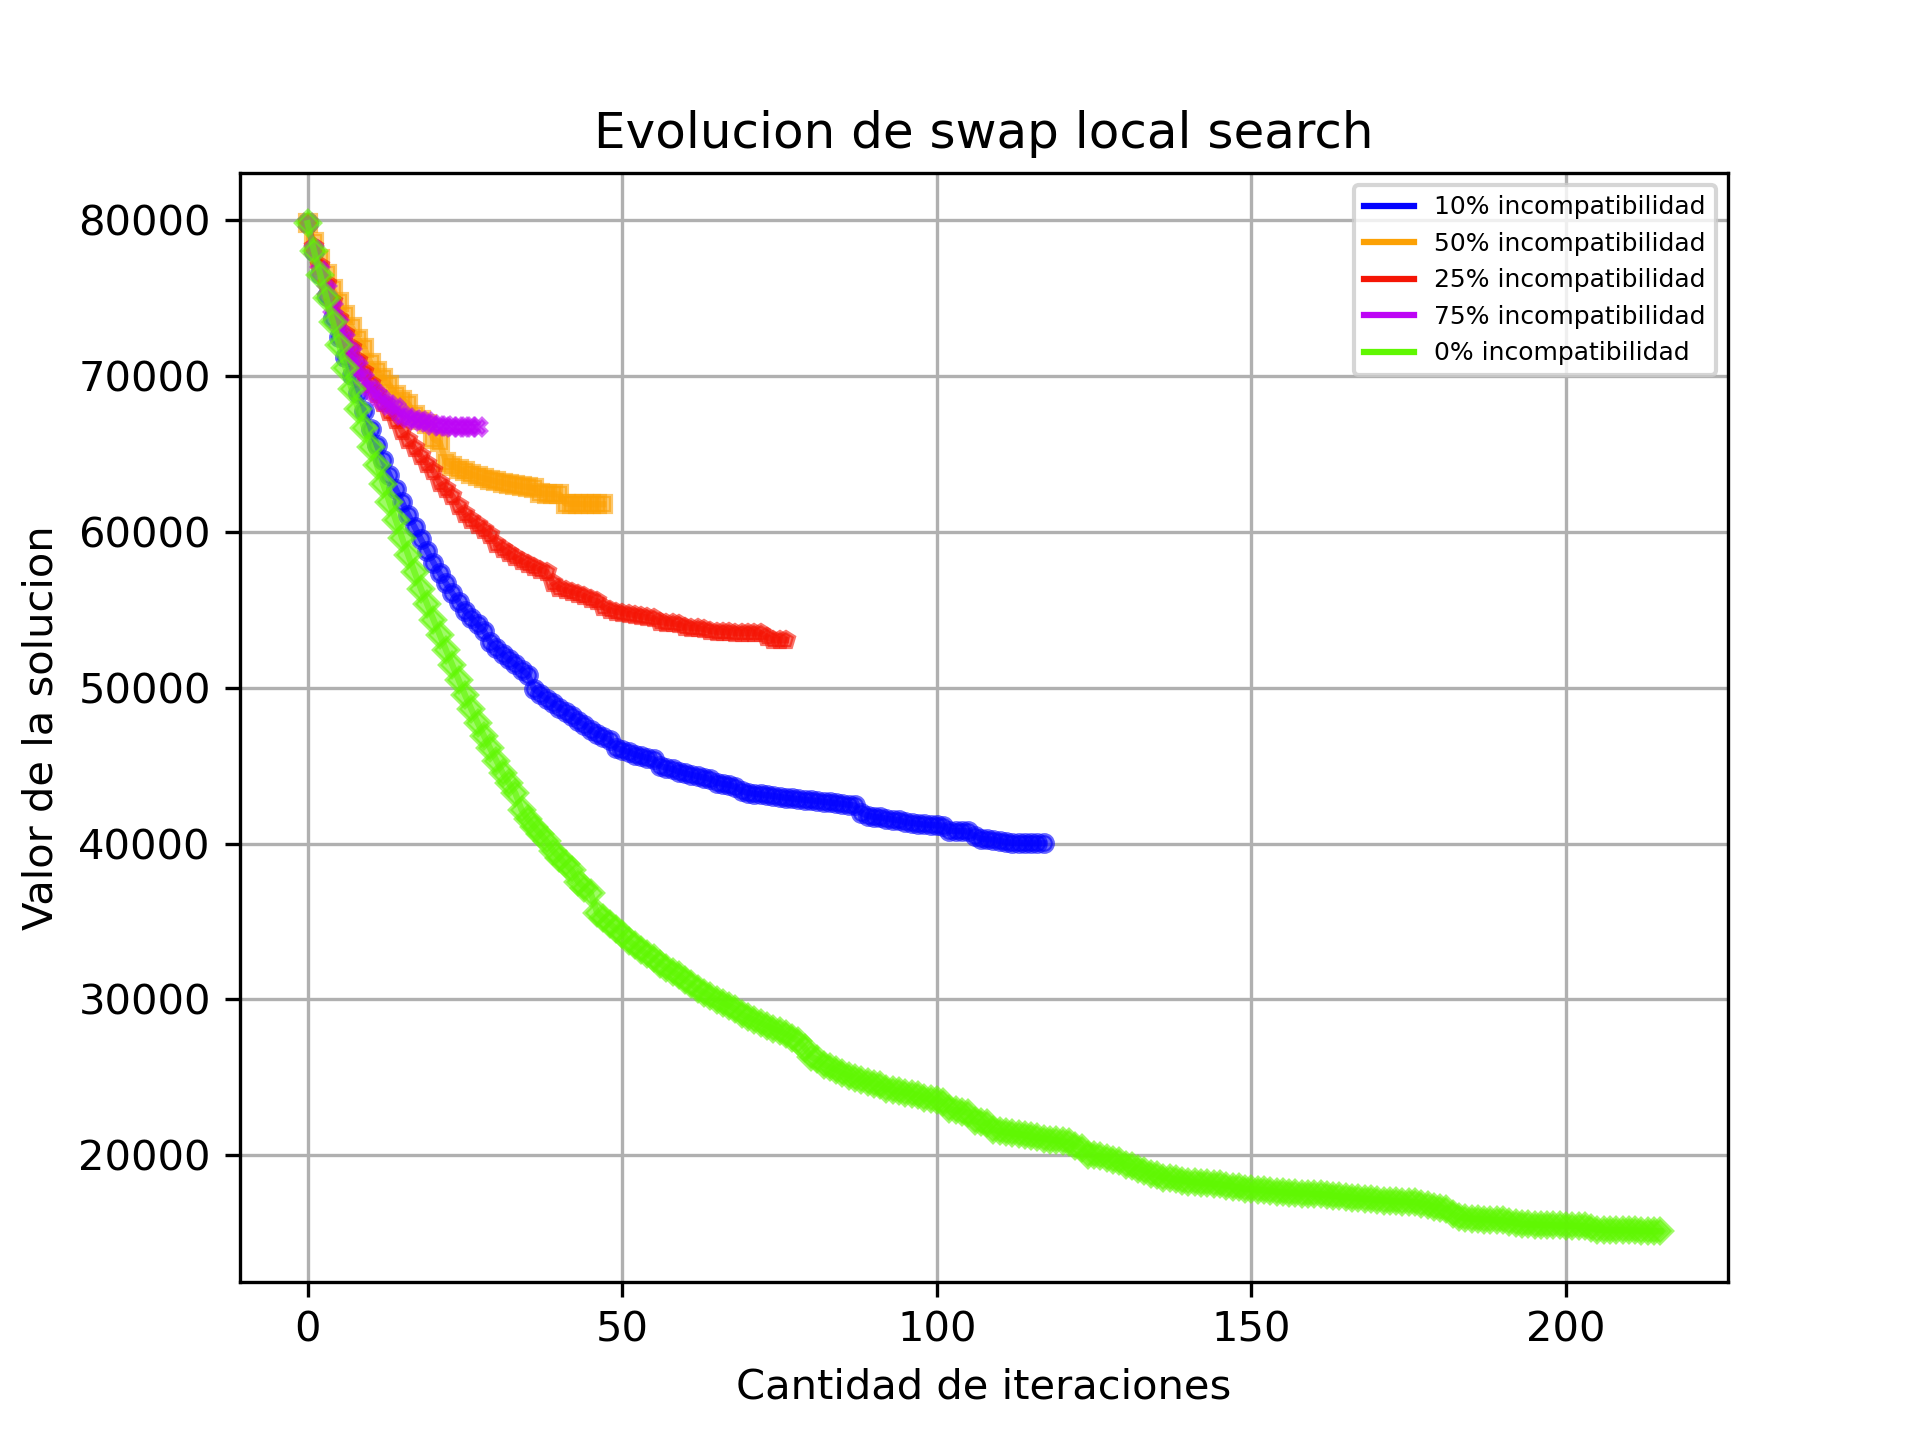 Evolucion de swap local search
10% incompatibilidad
50% incompatibilidad
25% incompatibilidad
75% incompatibilidad
0% incompatibilidad
Valor de la solucion
80000
70000
60000
50000
40000
30000
20000
0 50 100 150 200
Cantidad de iteraciones